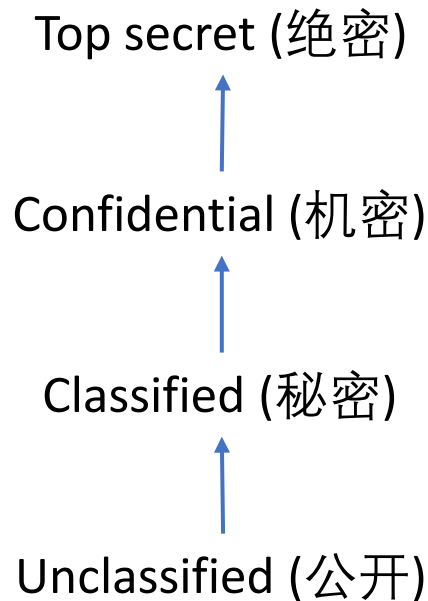 Top secret (绝密)
Confidential (机密)
Classified (秘密)
Unclassified (公开)